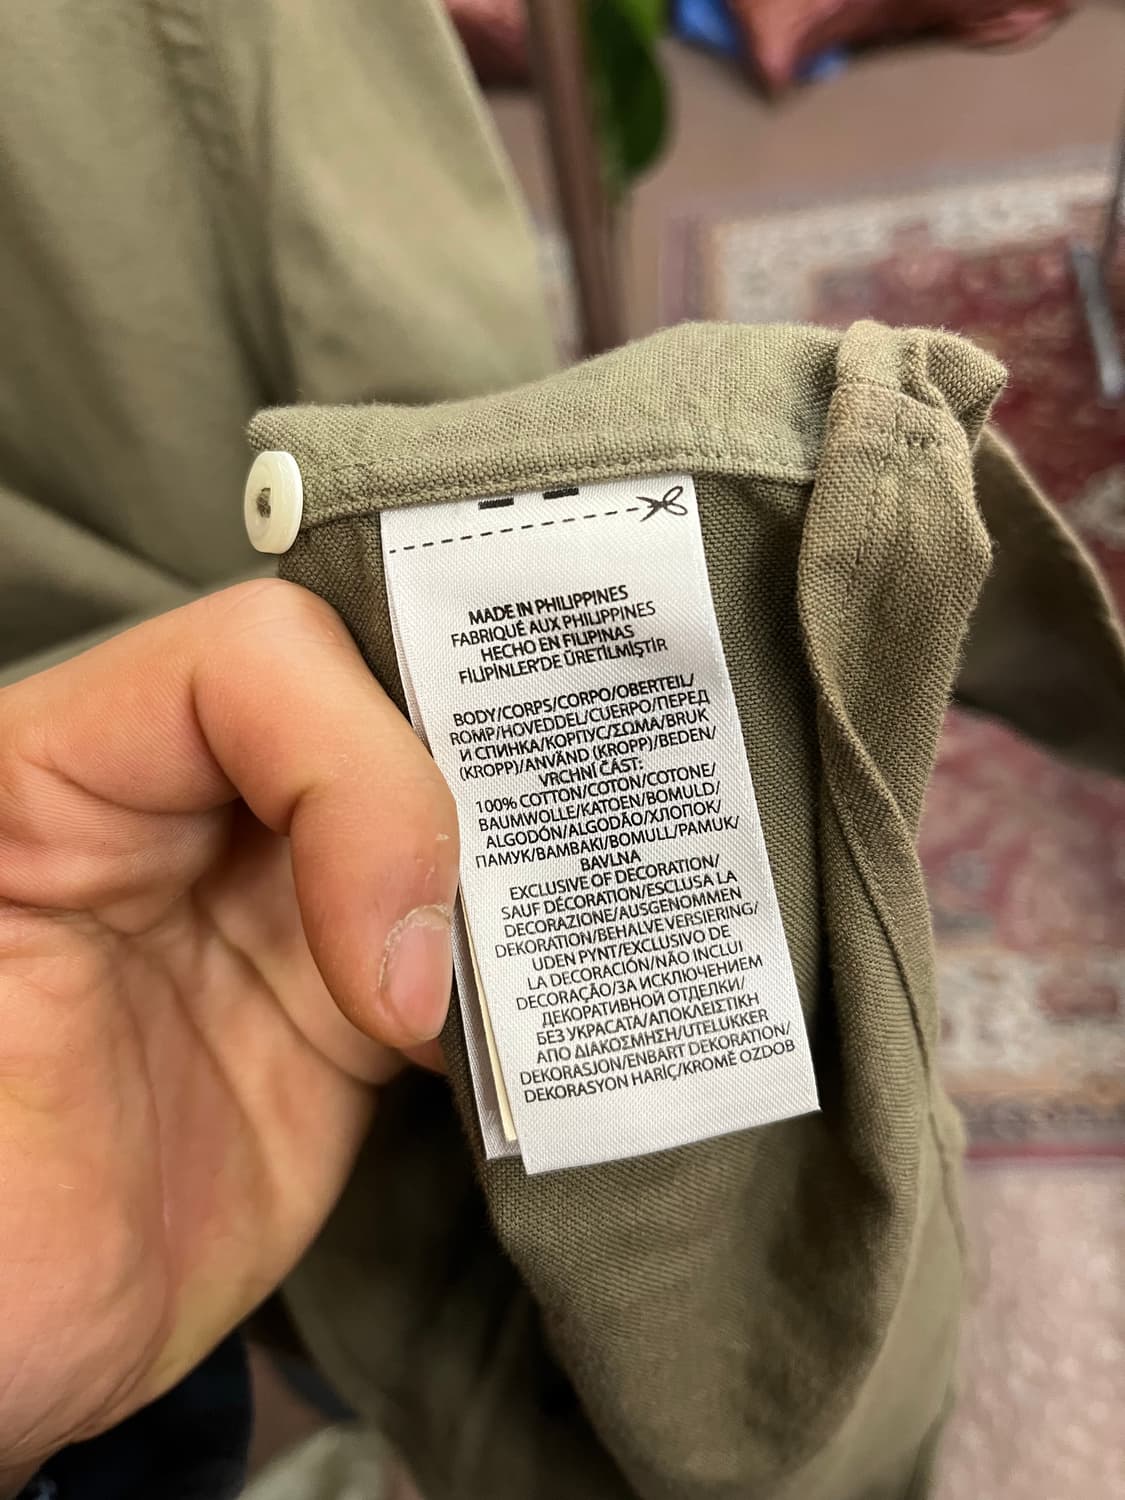 MADE IN PHILIPPINES
FABRIQUÉ AUX PHILIPPINES
HECHO EN FILIPINAS
FİLİPİNLER'DE ÜRETİLMİŞTİR
BODY/CORPS/CORPO/OBERTEIL/
ROMP/HOVEDDEL/CUERPO/ПЕРЕД
И СПИНКА/КОРПУС/ΣΩΜΑ/BRUK
(KROPP)/ANVÄND (KROPP)/BEDEN/
VRCHNÍ ČÁST:
100% COTTON/COTON/COTONE/
BAUMWOLLE/KATOEN/BOMULD/
ALGODÓN/ALGODÃO/ХЛОПОК/
ПАМУК/ΒΑΜΒΑΚΙ/BOMULL/PAMUK/
BAVLNA
EXCLUSIVE OF DECORATION/
SAUF DÉCORATION/ESCLUSA LA
DECORAZIONE/AUSGENOMMEN
DEKORATION/BEHALVE VERSIERING/
UDEN PYNT/EXCLUSIVO DE
LA DECORACIÓN/NÃO INCLUI
DECORAÇÃO/ЗА ИСКЛЮЧЕНИЕМ
ДЕКОРАТИВНОЙ ОТДЕЛКИ/
БЕЗ УКРАСАТА/ΑΠΟΚΛΕΙΣΤΙΚΗ
ΑΠΟ ΔΙΑΚΟΣΜΗΣΗ/UTELUKKER
DEKORASJON/ENBART DEKORATION/
DEKORASYON HARİÇ/KROMĚ OZDOB